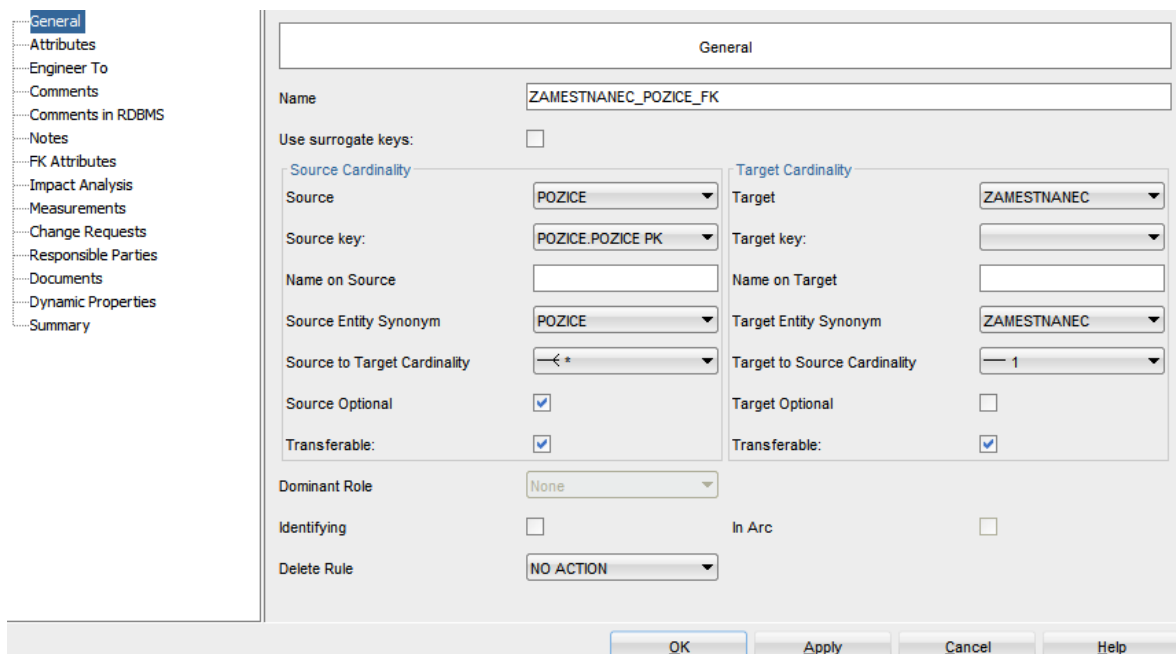 General
Attributes
Engineer To
Comments
Comments in RDBMS
Notes
FK Attributes
Impact Analysis
Measurements
Change Requests
Responsible Parties
Documents
Dynamic Properties
Summary
General
Name ZAMESTNANEC_POZICE_FK
Use surrogate keys:
Source Cardinality
Source POZICE
Source key: POZICE.POZICE PK
Name on Source
Source Entity Synonym POZICE
Source to Target Cardinality *
Source Optional
Transferable:
Target Cardinality
Target ZAMESTNANEC
Target key:
Name on Target
Target Entity Synonym ZAMESTNANEC
Target to Source Cardinality 1
Target Optional
Transferable:
Dominant Role None
Identifying In Arc
Delete Rule NO ACTION
OK Apply Cancel Help